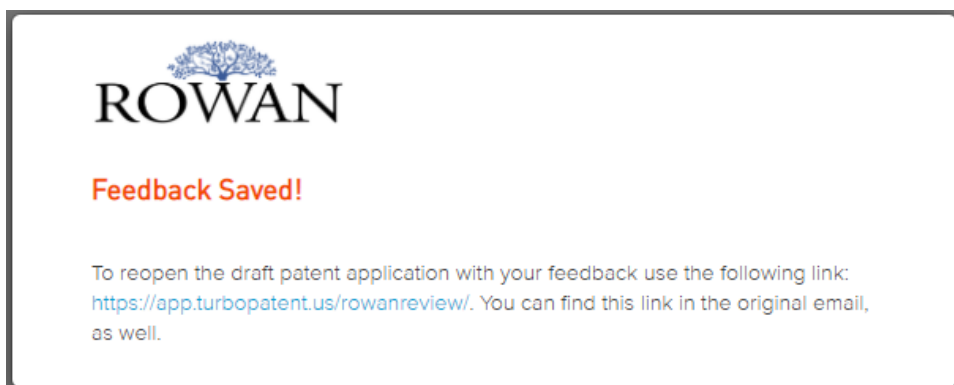 ROWAN
Feedback Saved!
To reopen the draft patent application with your feedback use the following link:
https://app.turbopatent.us/rowanreview/. You can find this link in the original email,
as well.